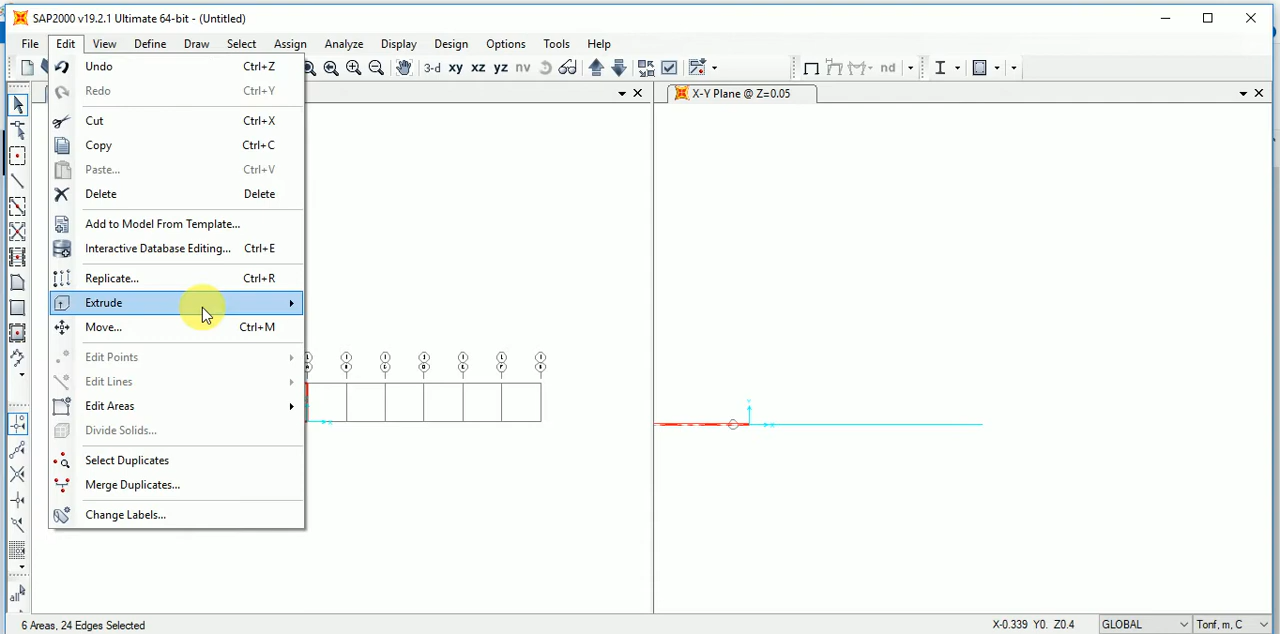 SAP2000 v19.2.1 Ultimate 64-bit - (Untitled)
File Edit View Define Draw Select Assign Analyze Display Design Options Tools Help
3-d xy xz yz nv nd
X-Y Plane @ Z=0.05
Undo Ctrl+Z
Redo Ctrl+Y
Cut Ctrl+X
Copy Ctrl+C
Paste... Ctrl+V
Delete Delete
Add to Model From Template...
Interactive Database Editing... Ctrl+E
Replicate... Ctrl+R
Extrude
Move... Ctrl+M
Edit Points
Edit Lines
Edit Areas
Divide Solids...
Select Duplicates
Merge Duplicates...
Change Labels...
all
6 Areas, 24 Edges Selected
X-0.339 Y0. Z0.4
GLOBAL
Tonf, m, C